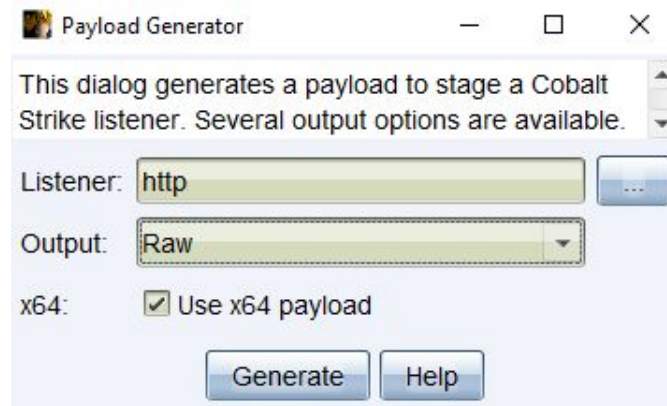 Payload Generator
This dialog generates a payload to stage a Cobalt
Strike listener. Several output options are available.
Listener: http ...
Output: Raw
x64: Use x64 payload
Generate Help